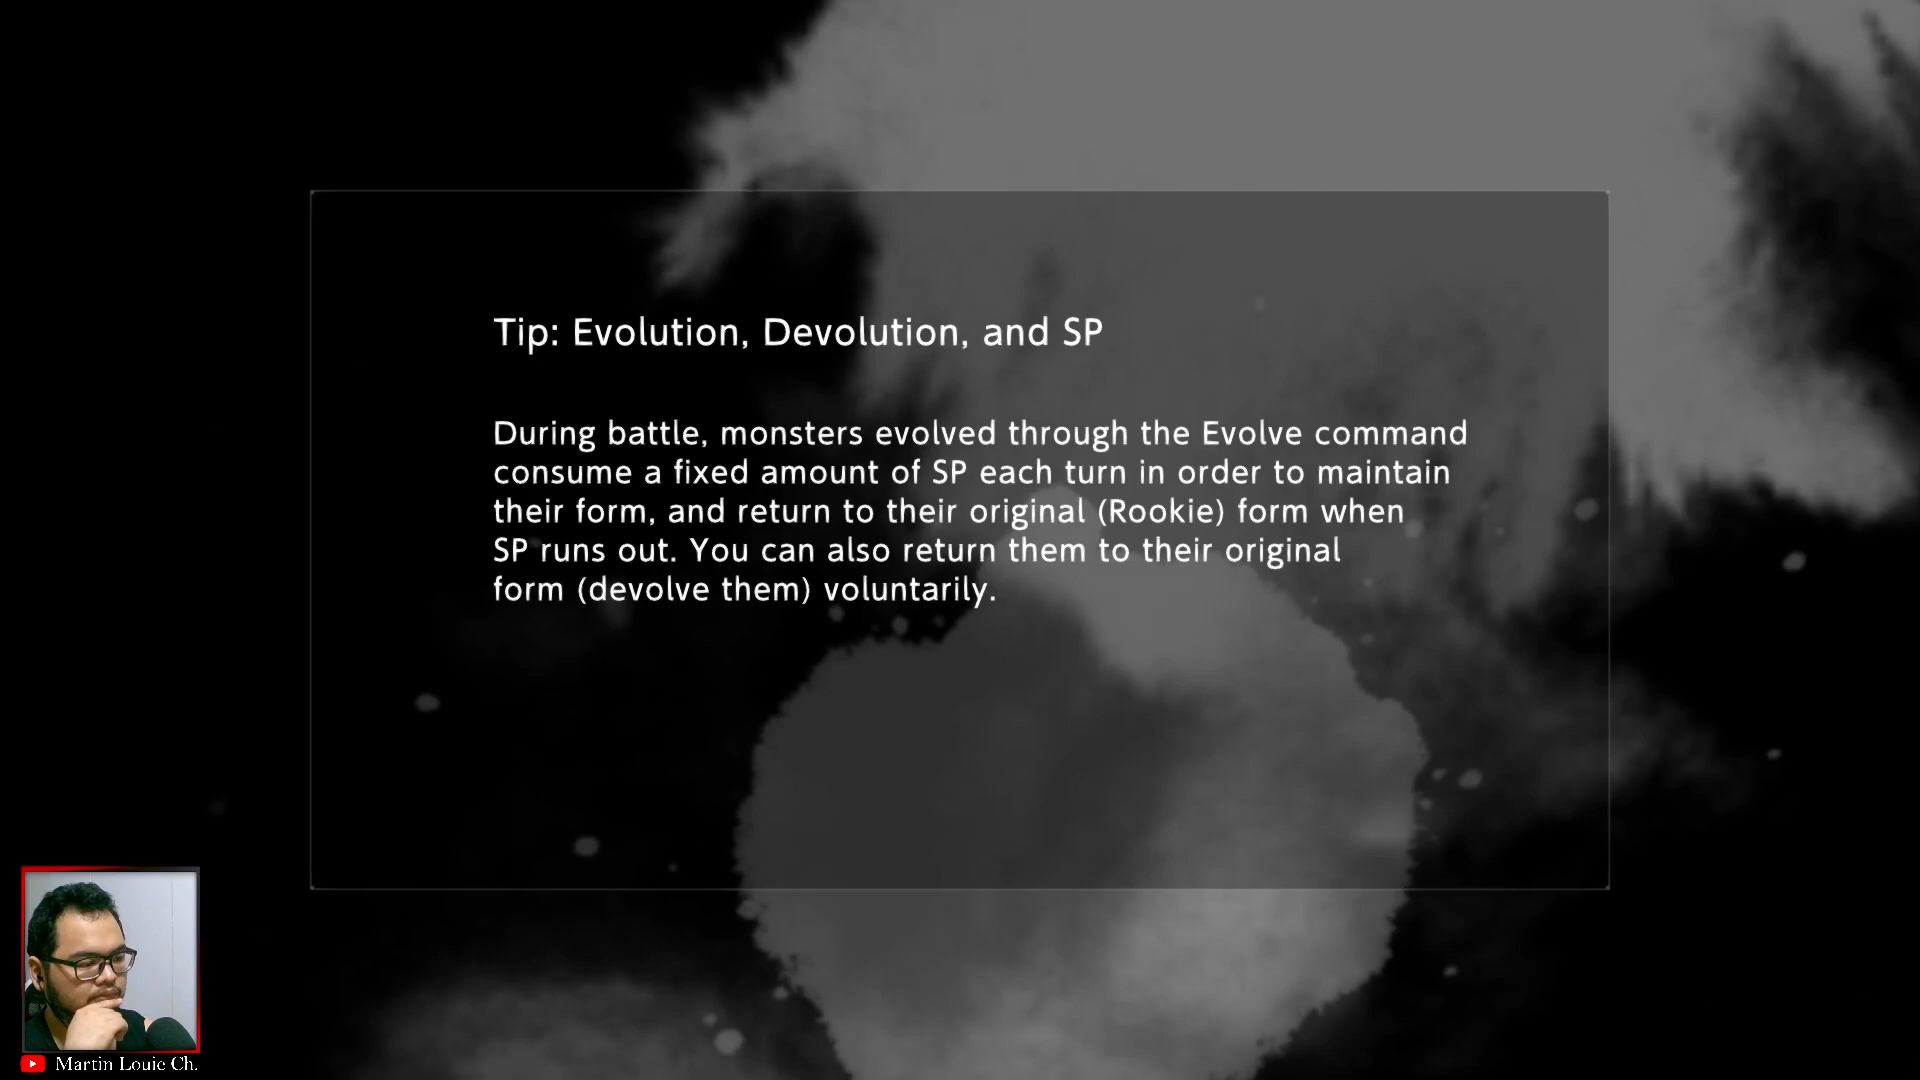 Tip: Evolution, Devolution, and SP
During battle, monsters evolved through the Evolve command
consume a fixed amount of SP each turn in order to maintain
their form, and return to their original (Rookie) form when
SP runs out. You can also return them to their original
form (devolve them) voluntarily.
Martin Louie Ch.